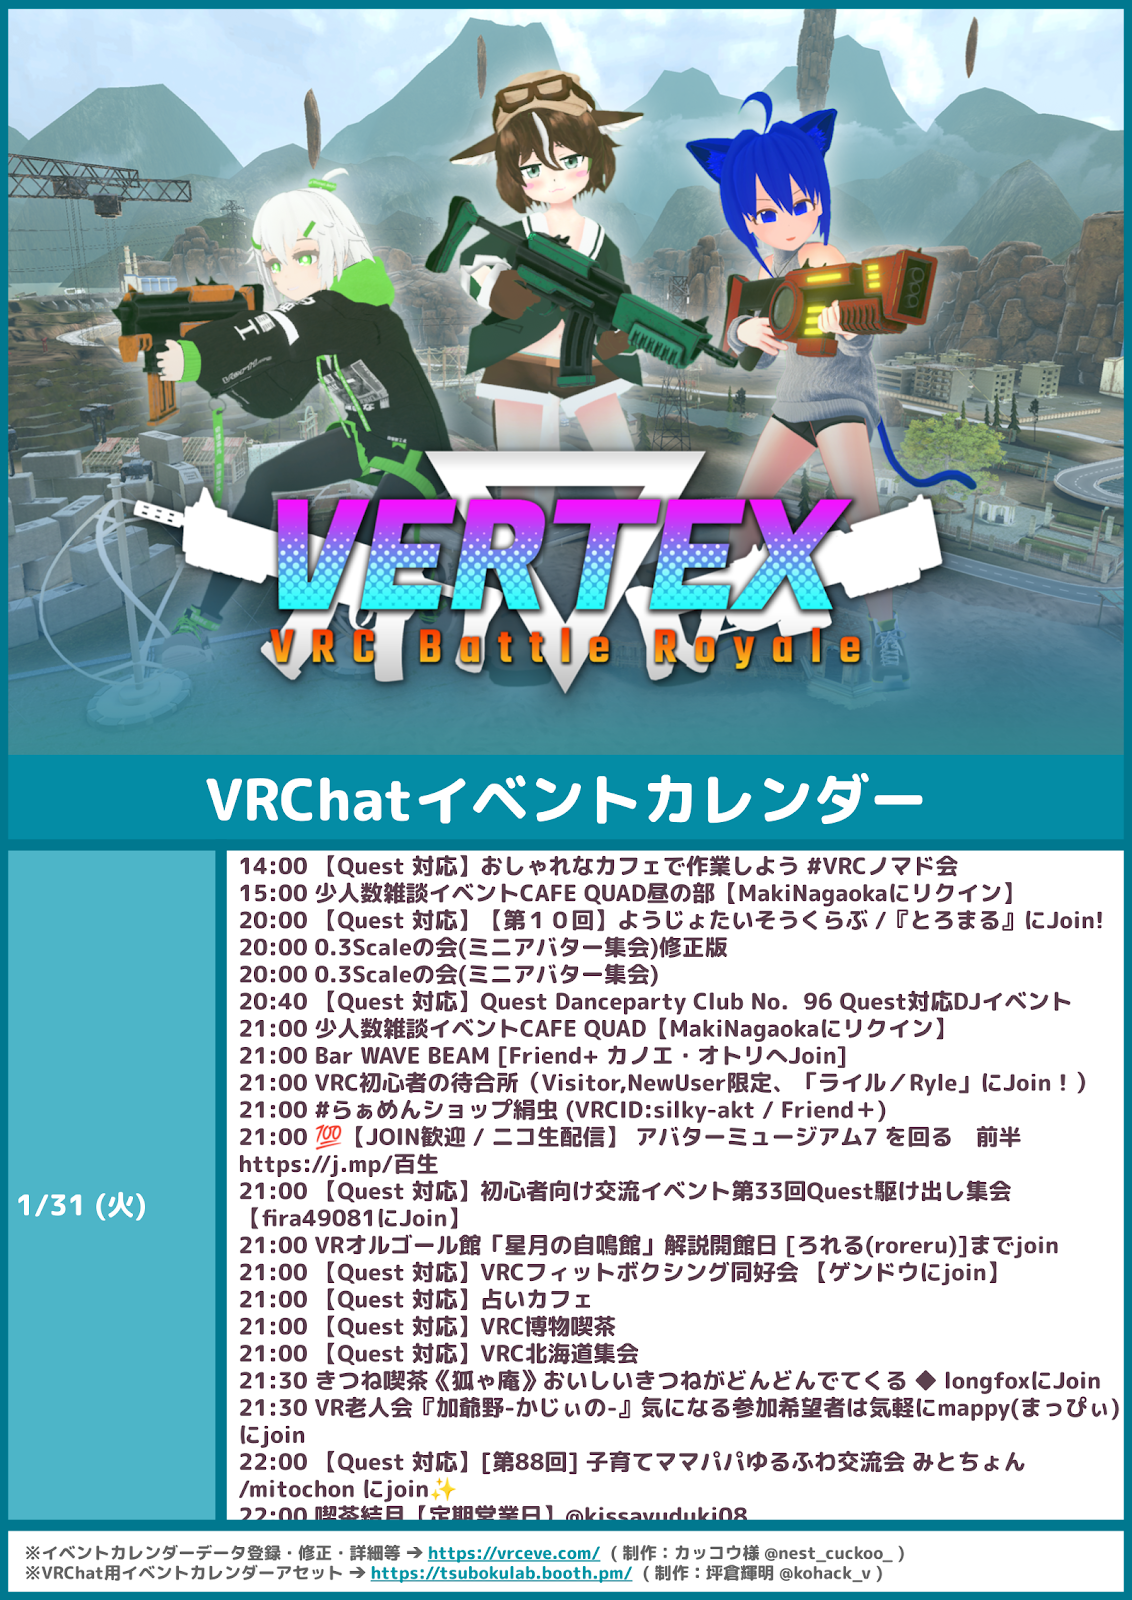 VERTEX
VRC Battle Royale
VRChatイベントカレンダー
1/31 (火)
14:00 【Quest 対応】おしゃれなカフェで作業しよう #VRCノマド会
15:00 少人数雑談イベントCAFE QUAD昼の部【MakiNagaokaにリクイン】
20:00 【Quest 対応】【第１０回】ようじょたいそうくらぶ /『とろまる』にJoin!
20:00 0.3Scaleの会(ミニアバター集会)修正版
20:00 0.3Scaleの会(ミニアバター集会)
20:40 【Quest 対応】Quest Danceparty Club No. 96 Quest対応DJイベント
21:00 少人数雑談イベントCAFE QUAD【MakiNagaokaにリクイン】
21:00 Bar WAVE BEAM [Friend+ カノエ・オトリへJoin]
21:00 VRC初心者の待合所（Visitor,NewUser限定、「ライル／Ryle」にJoin！）
21:00 #らぁめんショップ絹虫 (VRCID:silky-akt / Friend＋)
21:00 💯【JOIN歓迎 / ニコ生配信】 アバターミュージアム7 を回る　前半
https://j.mp/百生
21:00 【Quest 対応】初心者向け交流イベント第33回Quest駆け出し集会
【fira49081にJoin】
21:00 VRオルゴール館「星月の自鳴館」解説開館日 [ろれる(roreru)]までjoin
21:00 【Quest 対応】VRCフィットボクシング同好会 【ゲンドウにjoin】
21:00 【Quest 対応】占いカフェ
21:00 【Quest 対応】VRC博物喫茶
21:00 【Quest 対応】VRC北海道集会
21:30 きつね喫茶《狐ゃ庵》おいしいきつねがどんどんでてくる ◆ longfoxにJoin
21:30 VR老人会『加爺野-かじぃの-』気になる参加希望者は気軽にmappy(まっぴぃ)
にjoin
22:00 【Quest 対応】[第88回] 子育てママパパゆるふわ交流会 みとちょん
/mitochon にjoin✨
22:00 喫茶結月【定期営業日】@kissayuduki08
※イベントカレンダーデータ登録・修正・詳細等 ➔ https://vrceve.com/ ( 制作：カッコウ様 @nest_cuckoo_ )
※VRChat用イベントカレンダーアセット ➔ https://tsubokulab.booth.pm/ ( 制作：坪倉輝明 @kohack_v )